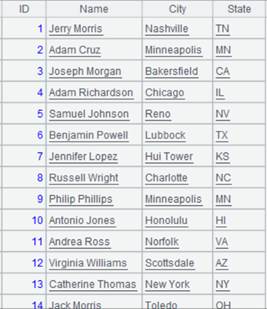 ID Name City State
1 Jerry Morris Nashville TN
2 Adam Cruz Minneapolis MN
3 Joseph Morgan Bakersfield CA
4 Adam Richardson Chicago IL
5 Samuel Johnson Reno NV
6 Benjamin Powell Lubbock TX
7 Jennifer Lopez Hui Tower KS
8 Russell Wright Charlotte NC
9 Philip Phillips Minneapolis MN
10 Antonio Jones Honolulu HI
11 Andrea Ross Norfolk VA
12 Virginia Williams Scottsdale AZ
13 Catherine Thomas New York NY
14 Jack Morris Toledo OH